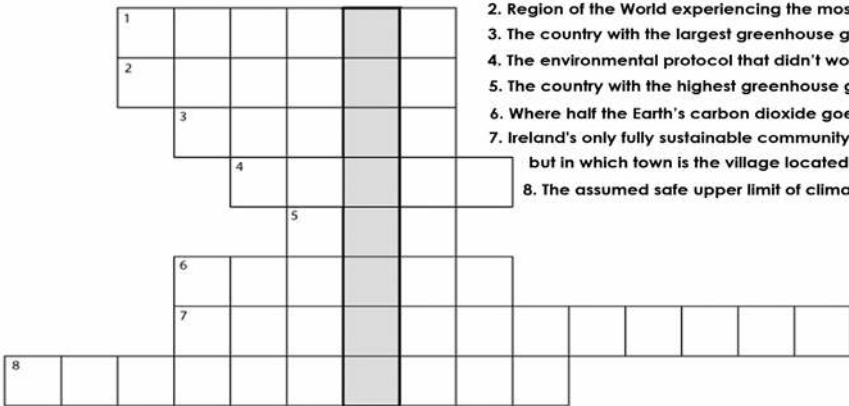 2. Region of the World experiencing the mos
3. The country with the largest greenhouse g
4. The environmental protocol that didn't wo
5. The country with the highest greenhouse g
6. Where half the Earth's carbon dioxide goe
7. Ireland's only fully sustainable community
but in which town is the village located
8. The assumed safe upper limit of clima
1
2
3
4
5
6
7
8